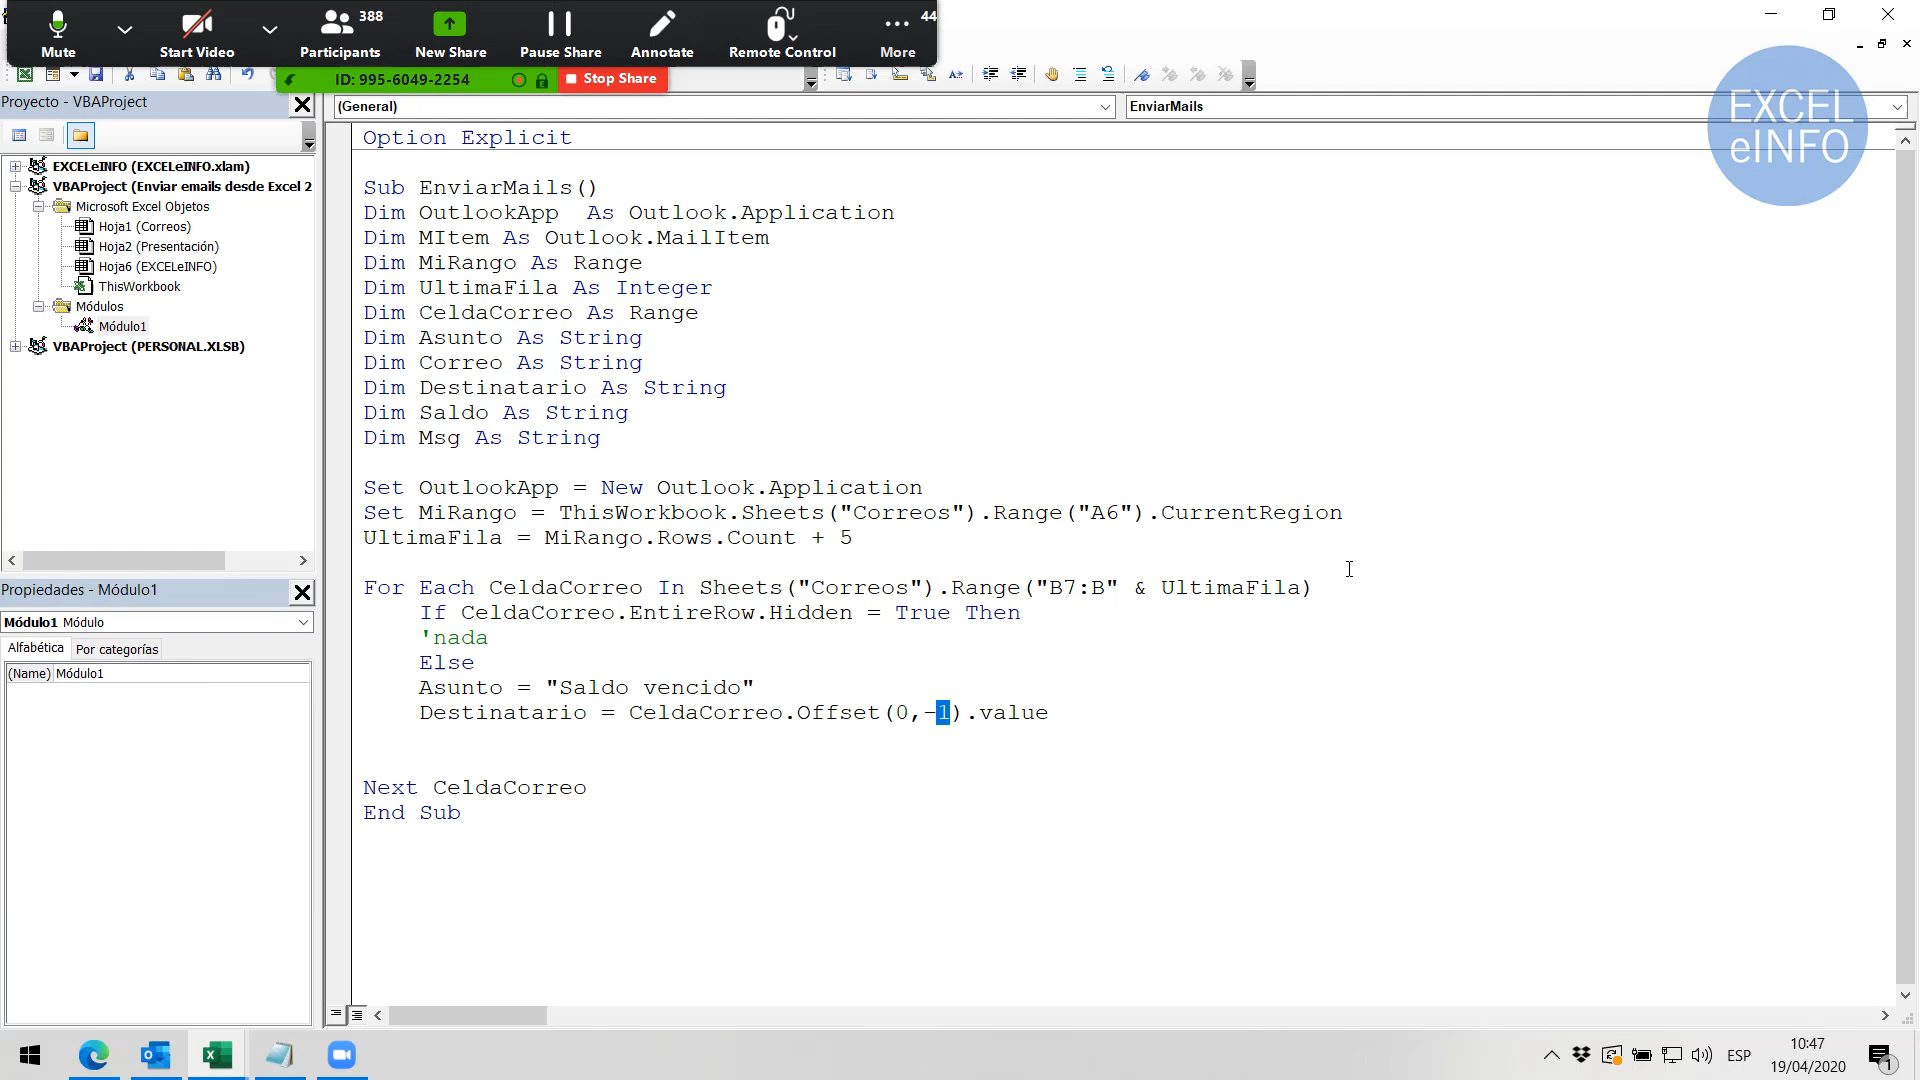 Mute
Start Video
Participants
388
New Share
Pause Share
Annotate
Remote Control
More
44
ID: 995-6049-2254
Stop Share
EXCEL
eINFO
Proyecto - VBAProject
(General)
EnviarMails
EXCELeINFO (EXCELeINFO.xlam)
VBAProject (Enviar emails desde Excel 2
Microsoft Excel Objetos
Hoja1 (Correos)
Hoja2 (Presentación)
Hoja6 (EXCELeINFO)
ThisWorkbook
Módulos
Módulo1
VBAProject (PERSONAL.XLSB)
Propiedades - Módulo1
Módulo1 Módulo
Alfabética
Por categorías
(Name) Módulo1
Option Explicit
Sub EnviarMails()
Dim OutlookApp  As Outlook.Application
Dim MItem As Outlook.MailItem
Dim MiRango As Range
Dim UltimaFila As Integer
Dim CeldaCorreo As Range
Dim Asunto As String
Dim Correo As String
Dim Destinatario As String
Dim Saldo As String
Dim Msg As String
Set OutlookApp = New Outlook.Application
Set MiRango = ThisWorkbook.Sheets("Correos").Range("A6").CurrentRegion
UltimaFila = MiRango.Rows.Count + 5
For Each CeldaCorreo In Sheets("Correos").Range("B7:B" & UltimaFila)
    If CeldaCorreo.EntireRow.Hidden = True Then
    'nada
    Else
    Asunto = "Saldo vencido"
    Destinatario = CeldaCorreo.Offset(0,-1).value
Next CeldaCorreo
End Sub
ESP
10:47
19/04/2020
1